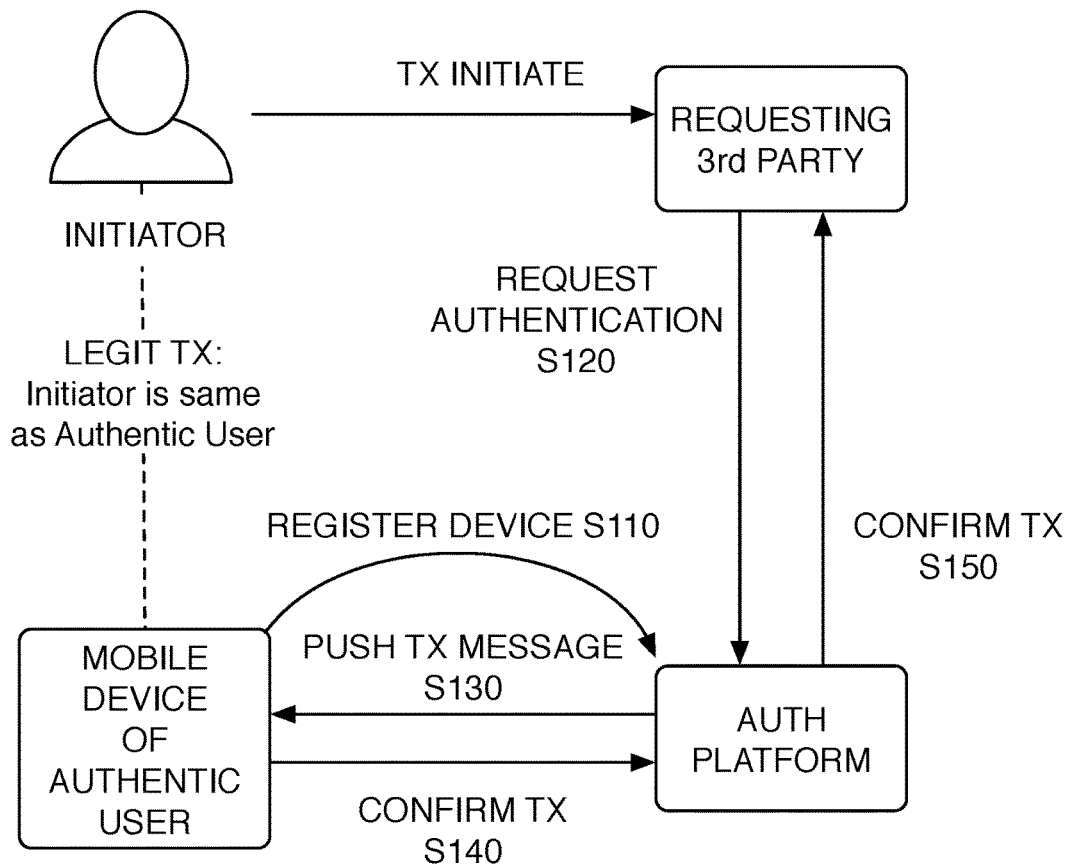 TX INITIATE
REQUESTING
3rd PARTY
INITIATOR
REQUEST
AUTHENTICATION
S120
LEGIT TX:
Initiator is same
as Authentic User
REGISTER DEVICE S110
CONFIRM TX
S150
PUSH TX MESSAGE
S130
MOBILE
DEVICE
OF
AUTHENTIC
USER
AUTH
PLATFORM
CONFIRM TX
S140